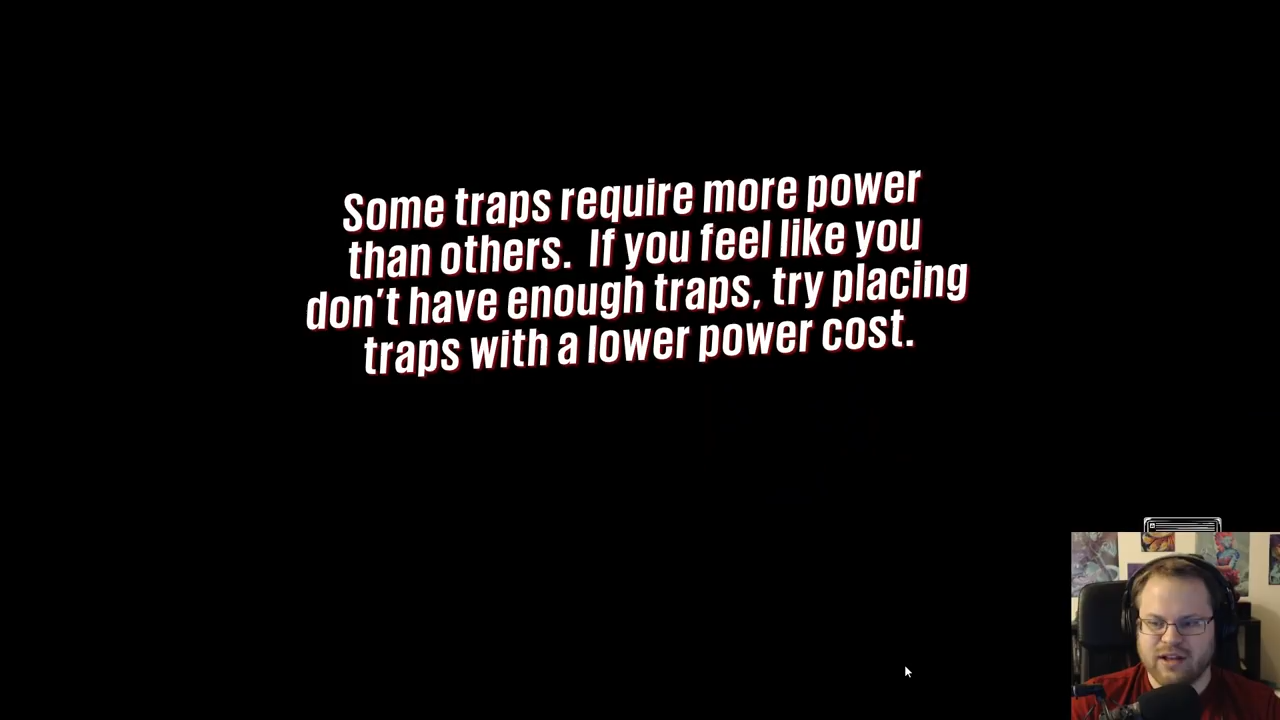 Some traps require more power
than others.  If you feel like you
don't have enough traps, try placing
traps with a lower power cost.